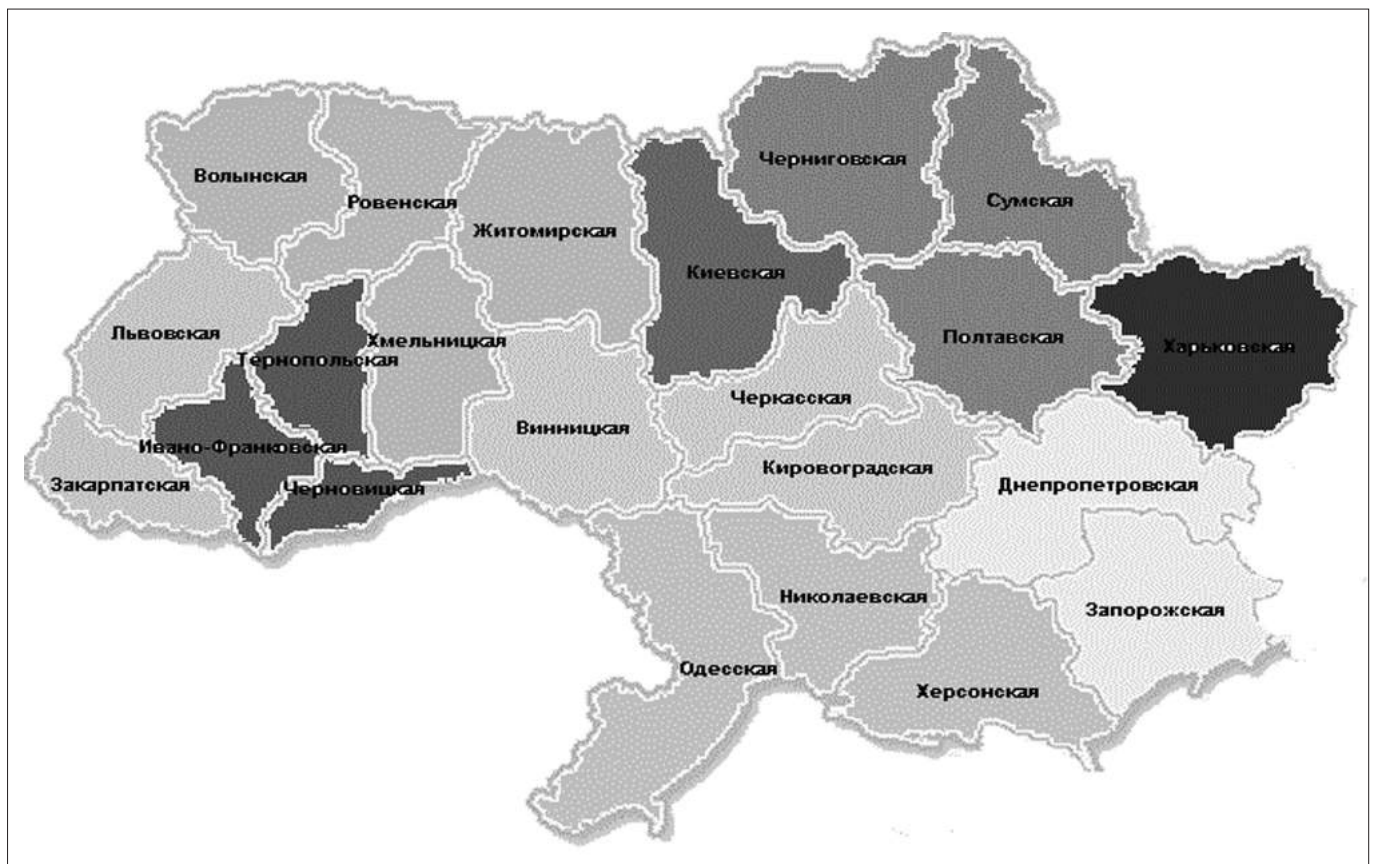 Черниговская
Волынская
Ровенская
Сумская
Житомирская
Киевская
Львовская
Тернопольская
Хмельницкая
Полтавская
Харьковская
Черкасская
Винницкая
Ивано-Франковская
Кировоградская
Закарпатская
Черновицкая
Днепропетровская
Николаевская
Запорожская
Одесская
Херсонская